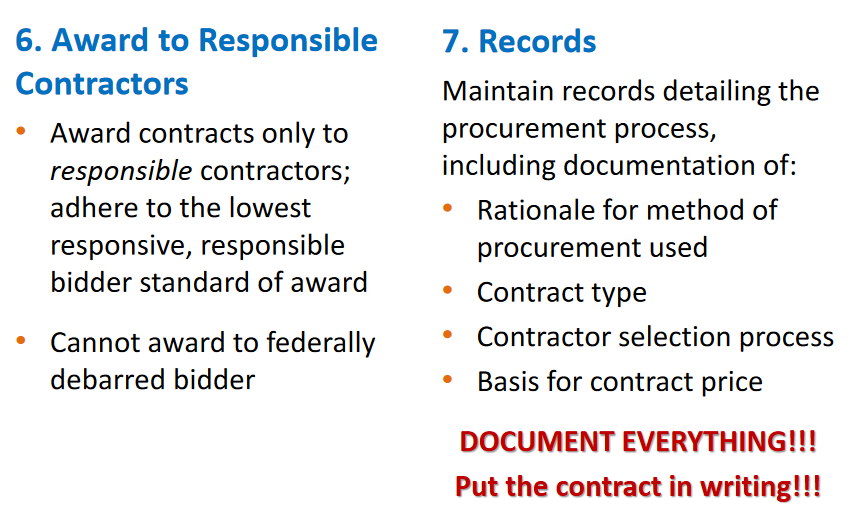 6. Award to Responsible
Contractors
• Award contracts only to
responsible contractors;
adhere to the lowest
responsive, responsible
bidder standard of award
• Cannot award to federally
debarred bidder
7. Records
Maintain records detailing the
procurement process,
including documentation of:
• Rationale for method of
procurement used
• Contract type
• Contractor selection process
• Basis for contract price
DOCUMENT EVERYTHING!!!
Put the contract in writing!!!